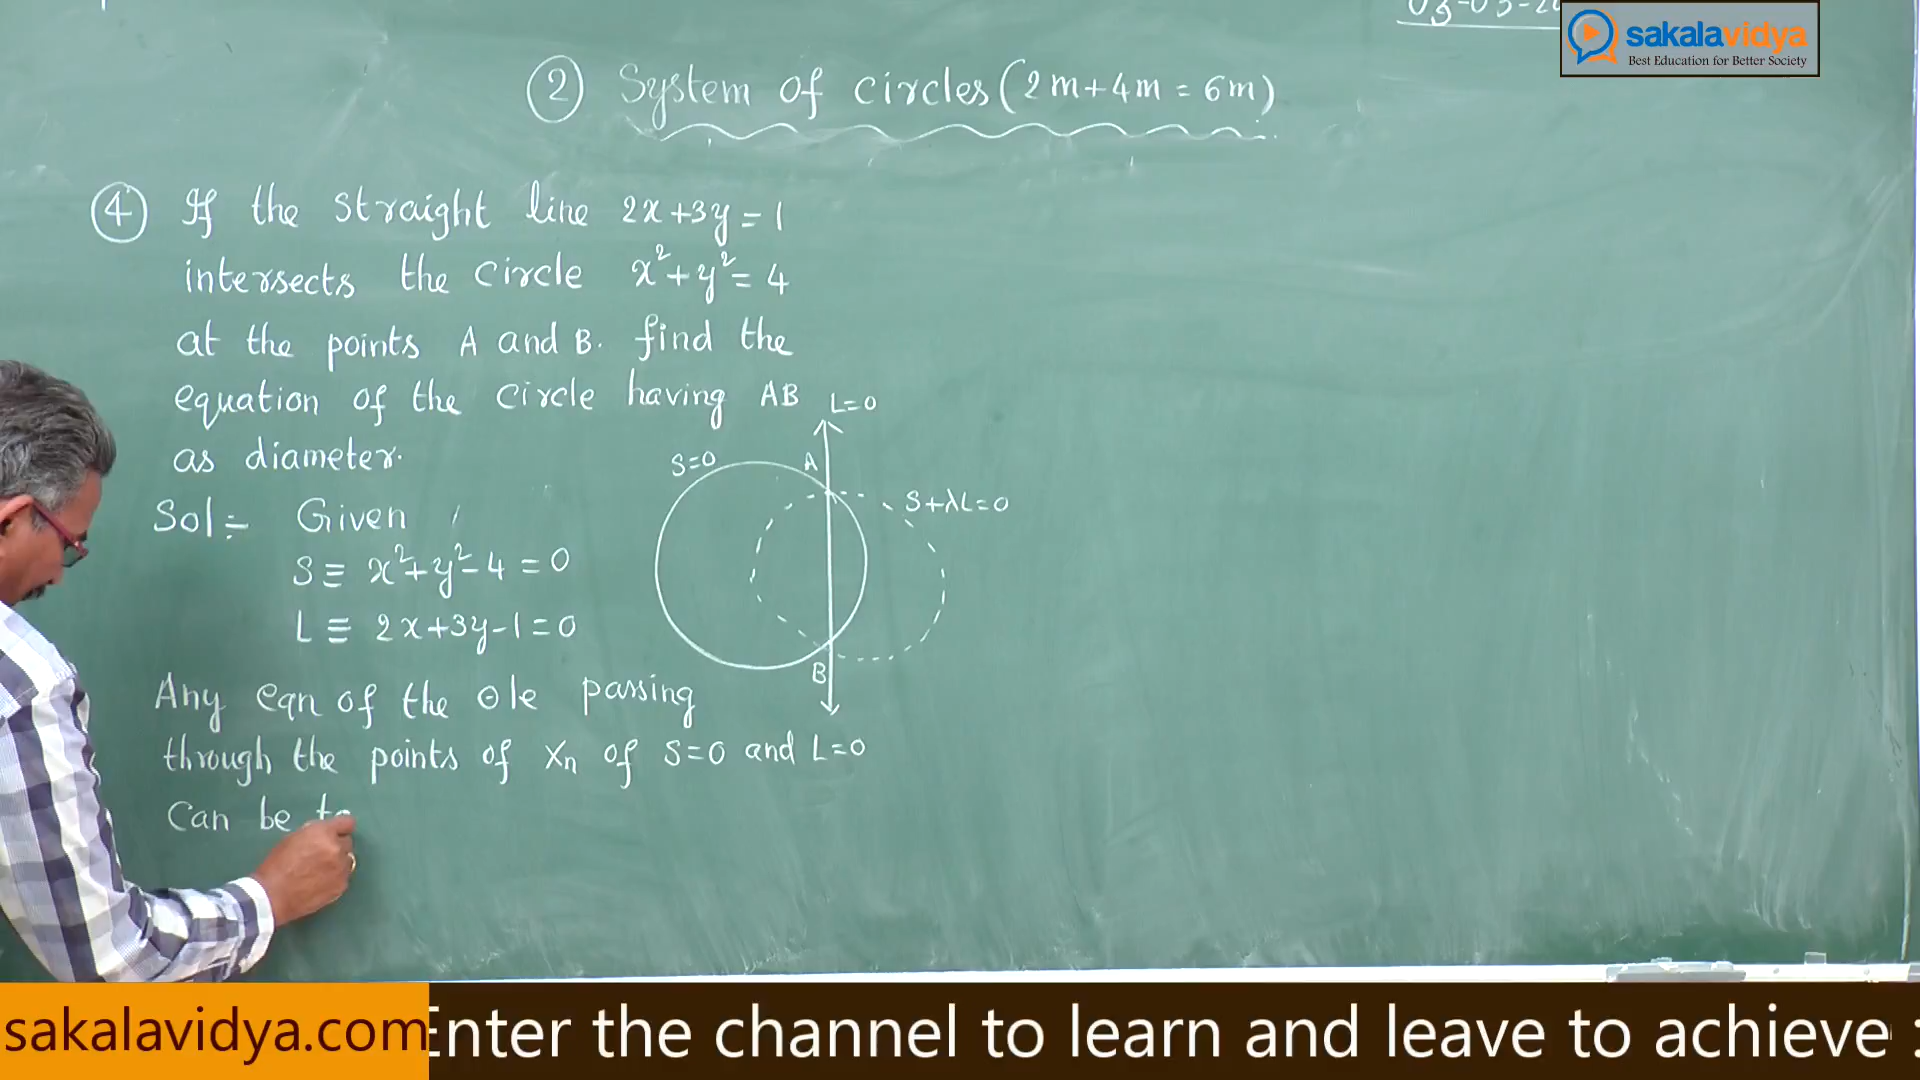 sakalavidya
Best Education for Better Society
② System of circles (2m+4m = 6m)
④ If the straight line 2x+3y = 1
intersects the circle x²+y² = 4
at the points A and B. find the
equation of the circle having AB
as diameter.
L=0
S=0
A
S+λL=0
B
Sol:= Given
S ≡ x²+y²-4 = 0
L ≡ 2x+3y-1 = 0
Any eqn of the ⊙le passing
through the points of Xn of S=0 and L=0
can be
sakalavidya.com
Enter the channel to learn and leave to achieve